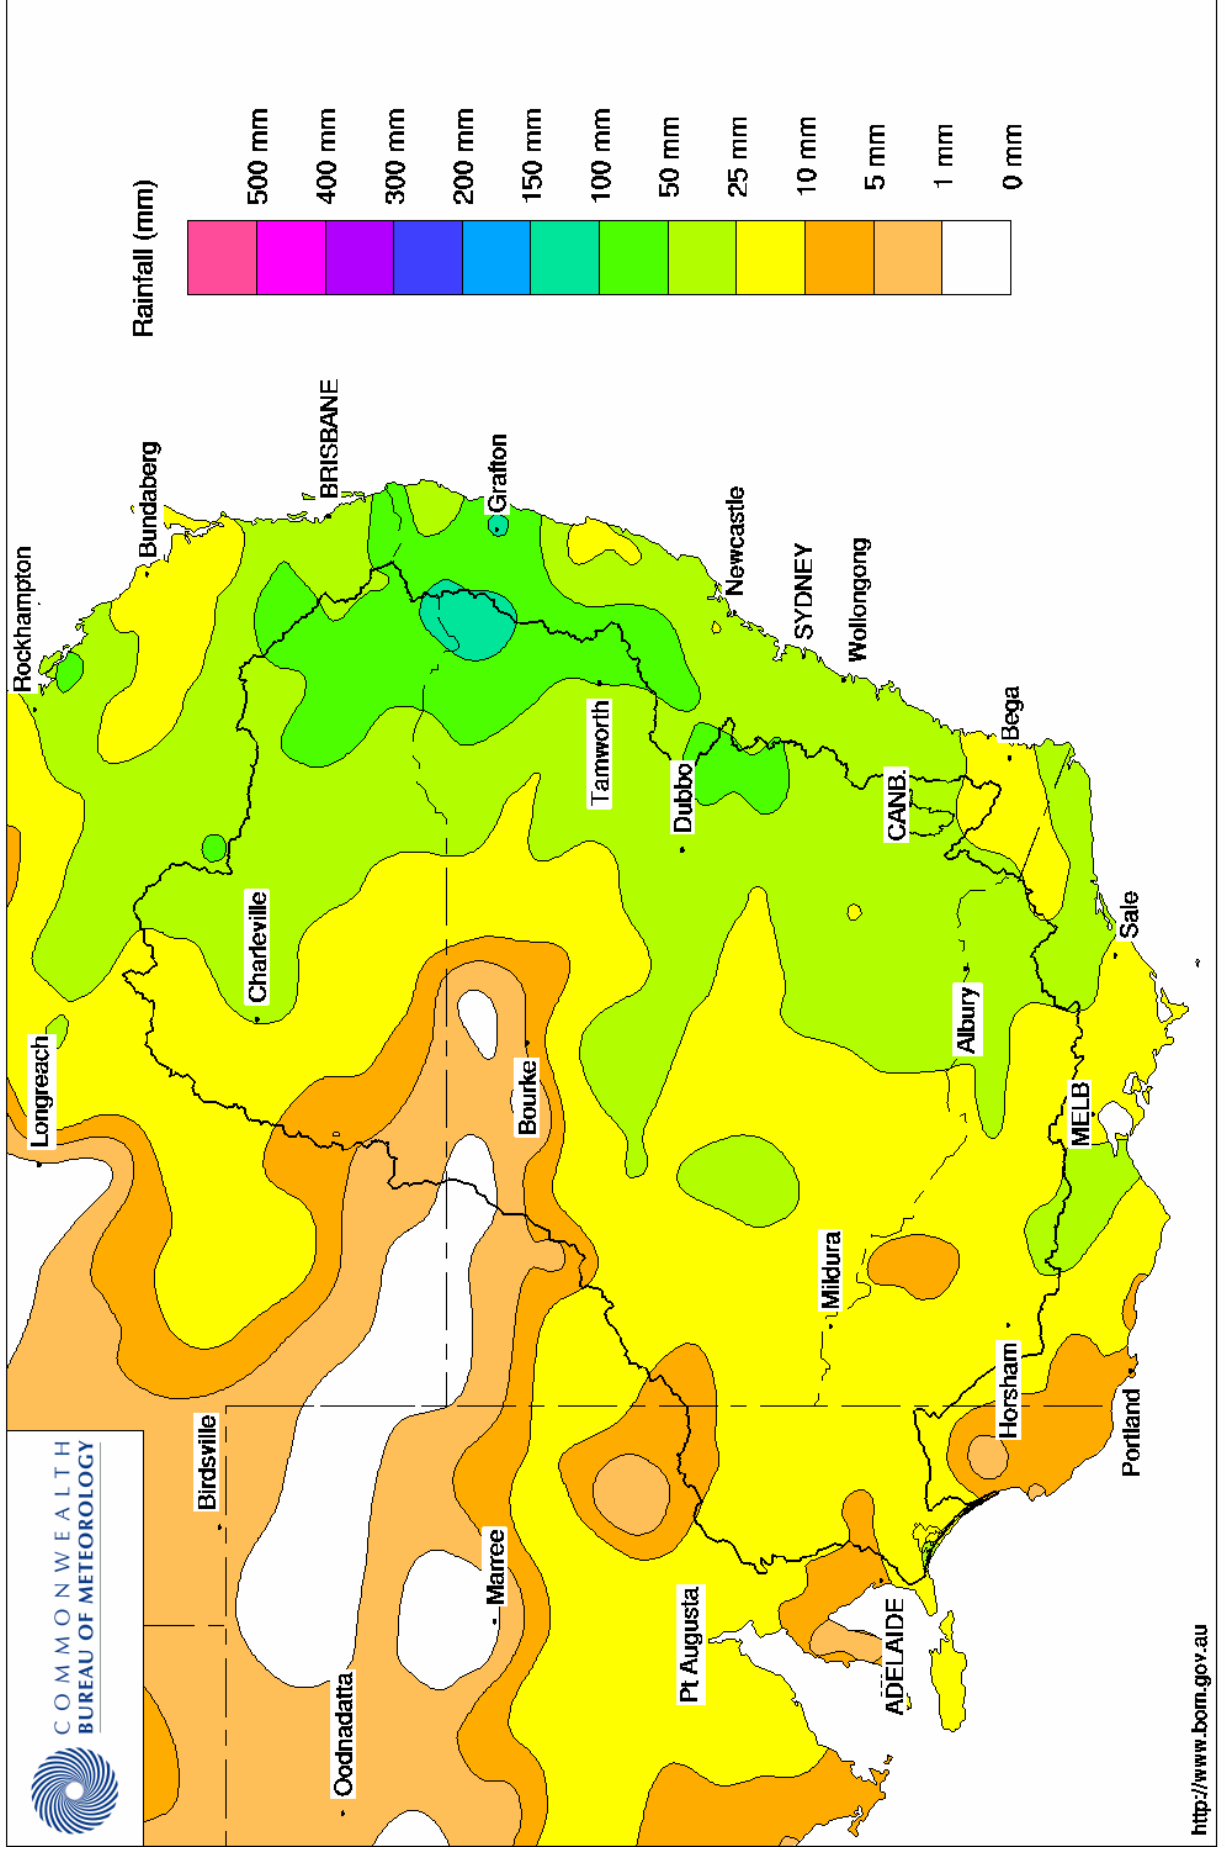 COMMONWEALTH
BUREAU OF METEOROLOGY
Rockhampton
Longreach
Bundaberg
Birdsville
Charleville
BRISBANE
Oodnadatta
Marree
Bourke
Grafton
Tamworth
Pt Augusta
Dubbo
Newcastle
Mildura
SYDNEY
Wollongong
ADELAIDE
CANB.
Albury
Horsham
Bega
MELB
Portland
Sale
http://www.bom.gov.au
Rainfall (mm)
500 mm
400 mm
300 mm
200 mm
150 mm
100 mm
50 mm
25 mm
10 mm
5 mm
1 mm
0 mm